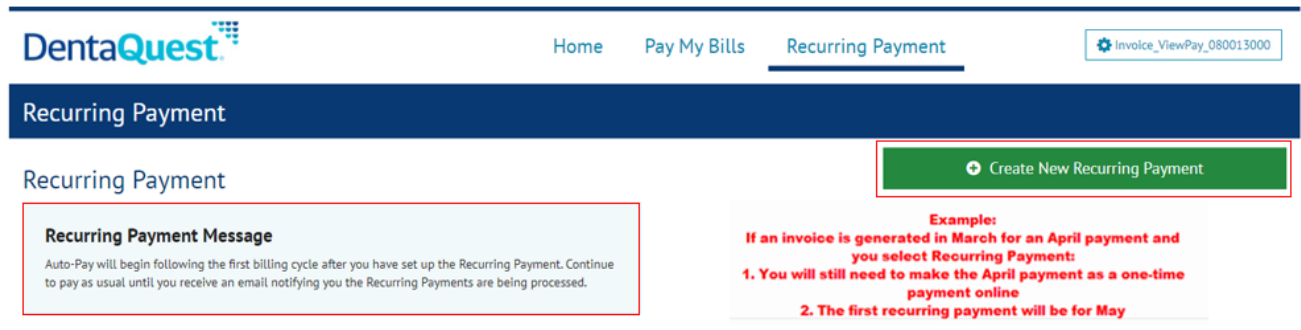 DentaQuest.
Home
Pay My Bills
Recurring Payment
Invoice_ViewPay_080013000
Recurring Payment
Recurring Payment
Create New Recurring Payment
Recurring Payment Message
Auto-Pay will begin following the first billing cycle after you have set up the Recurring Payment. Continue
to pay as usual until you receive an email notifying you the Recurring Payments are being processed.
Example:
If an invoice is generated in March for an April payment and
you select Recurring Payment:
1. You will still need to make the April payment as a one-time
payment online
2. The first recurring payment will be for May